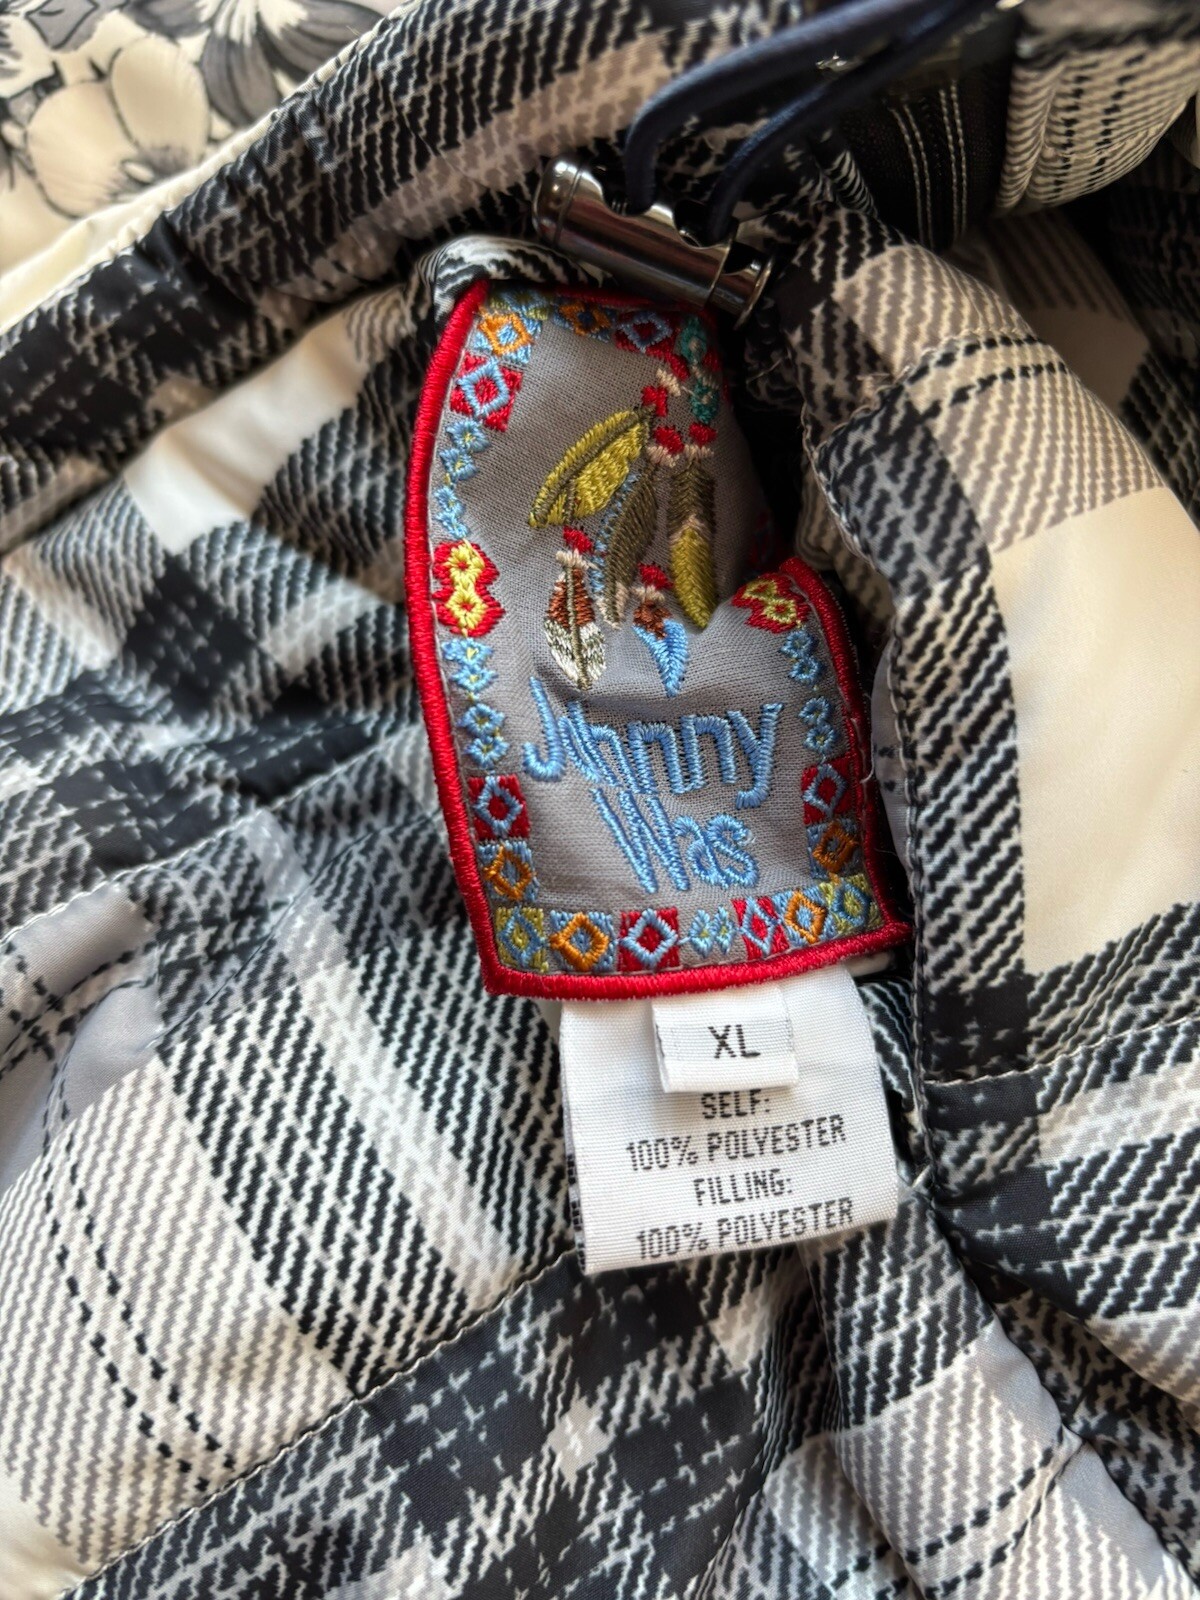 Johnny
Was
XL
SELF:
100% POLYESTER
FILLING:
100% POLYESTER